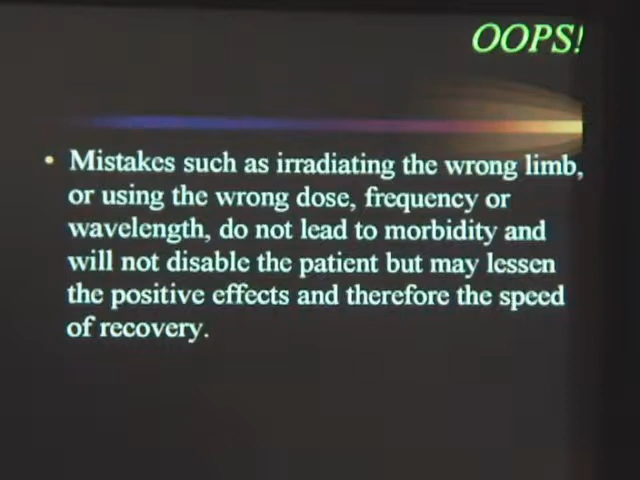 OOPS!
• Mistakes such as irradiating the wrong limb,
or using the wrong dose, frequency or
wavelength, do not lead to morbidity and
will not disable the patient but may lessen
the positive effects and therefore the speed
of recovery.